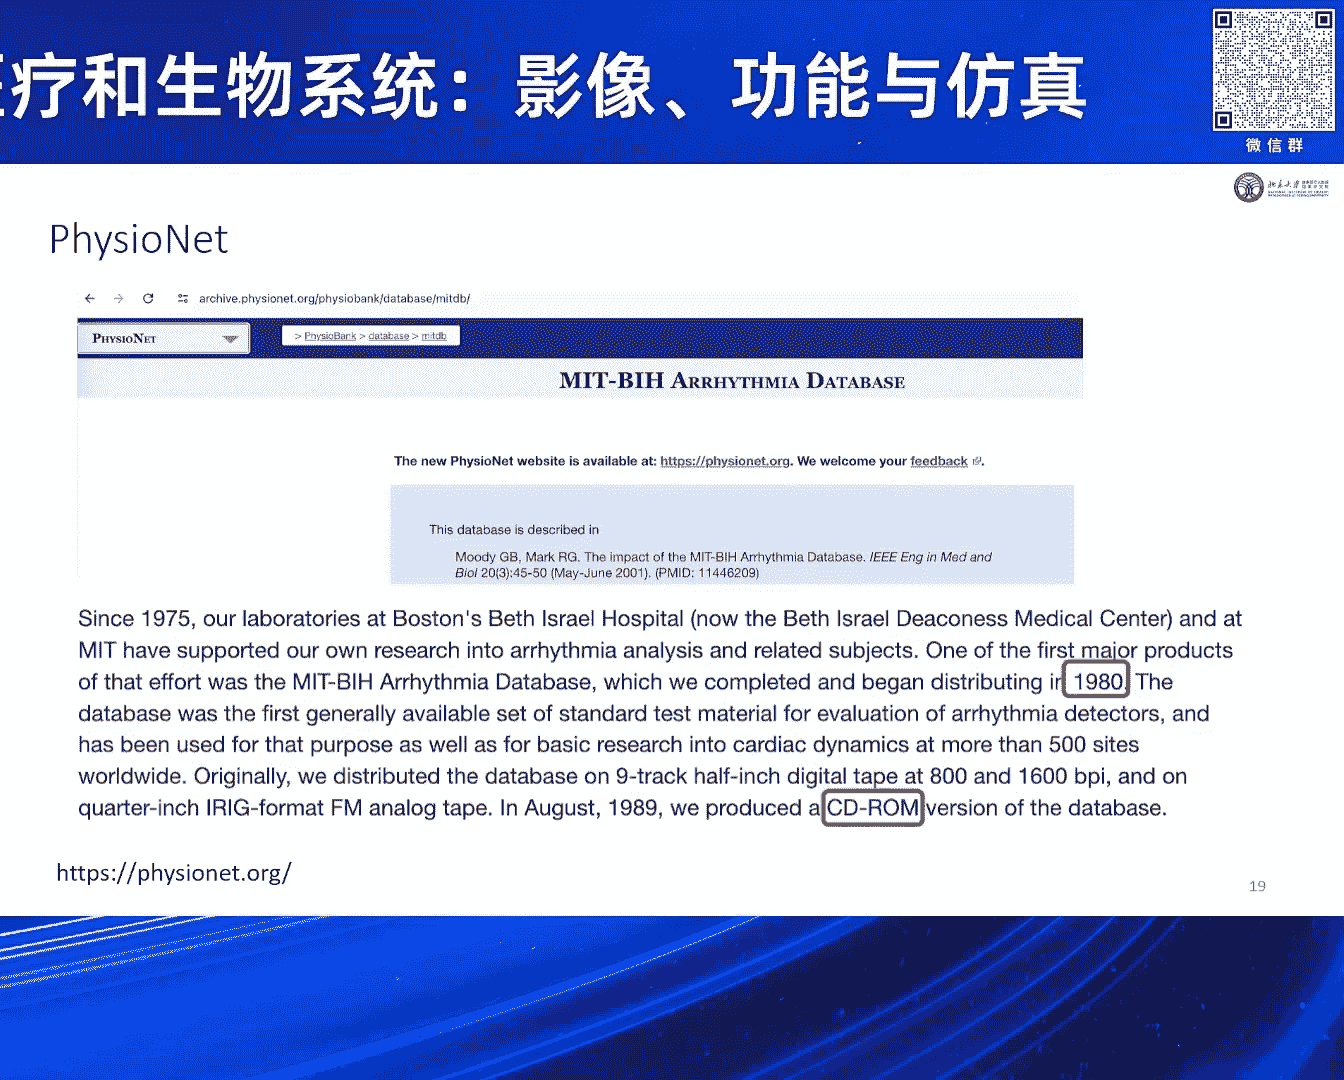 疗和生物系统：影像、功能与仿真
微信群
北京大学
PhysioNet
archive.physionet.org/physiobank/database/mitdb/
PHYSIONET
> PhysioBank > database > mitdb
MIT-BIH ARRHYTHMIA DATABASE
The new PhysioNet website is available at: https://physionet.org. We welcome your feedback.
This database is described in
Moody GB, Mark RG. The impact of the MIT-BIH Arrhythmia Database. IEEE Eng in Med and
Biol 20(3):45-50 (May-June 2001). (PMID: 11446209)
Since 1975, our laboratories at Boston's Beth Israel Hospital (now the Beth Israel Deaconess Medical Center) and at
MIT have supported our own research into arrhythmia analysis and related subjects. One of the first major products
of that effort was the MIT-BIH Arrhythmia Database, which we completed and began distributing in 1980. The
database was the first generally available set of standard test material for evaluation of arrhythmia detectors, and
has been used for that purpose as well as for basic research into cardiac dynamics at more than 500 sites
worldwide. Originally, we distributed the database on 9-track half-inch digital tape at 800 and 1600 bpi, and on
quarter-inch IRIG-format FM analog tape. In August, 1989, we produced a CD-ROM version of the database.
https://physionet.org/
19